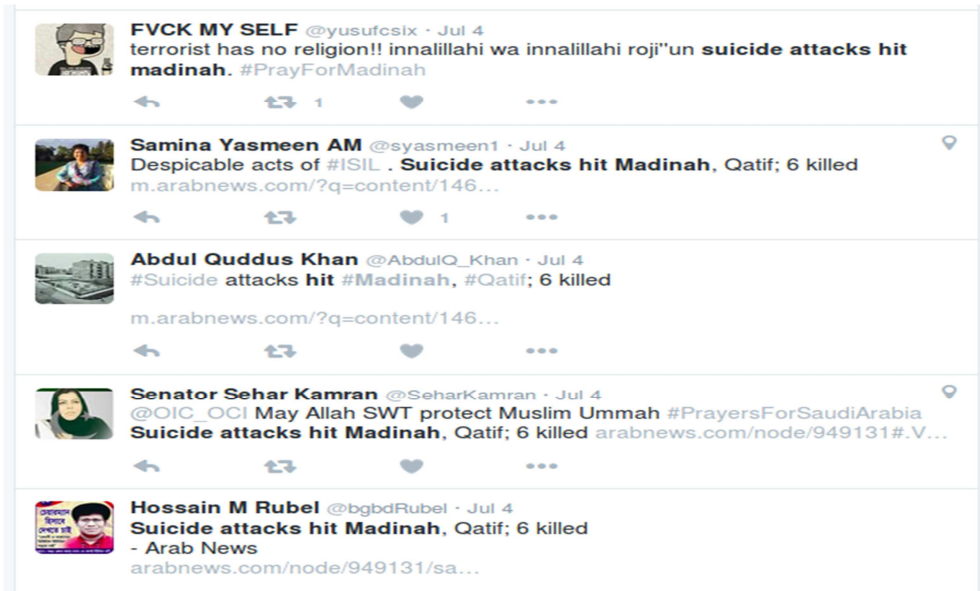 FVCK MY SELF @yusufcsix · Jul 4
terrorist has no religion!! innalillahi wa innalillahi roji"un suicide attacks hit
madinah. #PrayForMadinah
1
Samina Yasmeen AM @syasmeen1 · Jul 4
Despicable acts of #ISIL . Suicide attacks hit Madinah, Qatif; 6 killed
m.arabnews.com/?q=content/146...
1
Abdul Quddus Khan @AbdulQ_Khan · Jul 4
#Suicide attacks hit #Madinah, #Qatif; 6 killed
m.arabnews.com/?q=content/146...
Senator Sehar Kamran @SeharKamran · Jul 4
@OIC_OCI May Allah SWT protect Muslim Ummah #PrayersForSaudiArabia
Suicide attacks hit Madinah, Qatif; 6 killed arabnews.com/node/949131#.V...
Hossain M Rubel @bgbdRubel · Jul 4
Suicide attacks hit Madinah, Qatif; 6 killed
- Arab News
arabnews.com/node/949131/sa...
চেয়ারম্যান
হিসাবে
দেখতে চাই